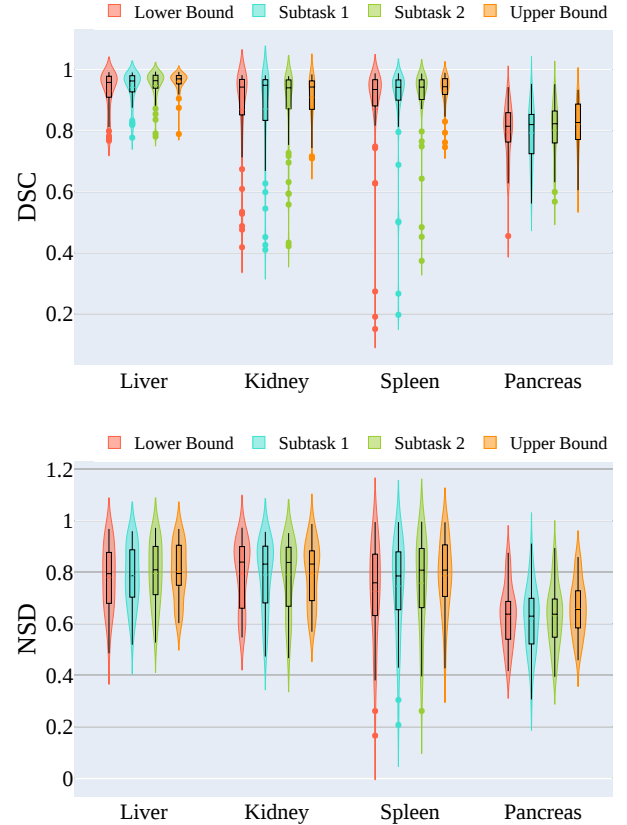 Lower Bound Subtask 1 Subtask 2 Upper Bound
1
0.8
0.6
0.4
0.2
DSC
Liver Kidney Spleen Pancreas
Lower Bound Subtask 1 Subtask 2 Upper Bound
1.2
1
0.8
0.6
0.4
0.2
0
NSD
Liver Kidney Spleen Pancreas